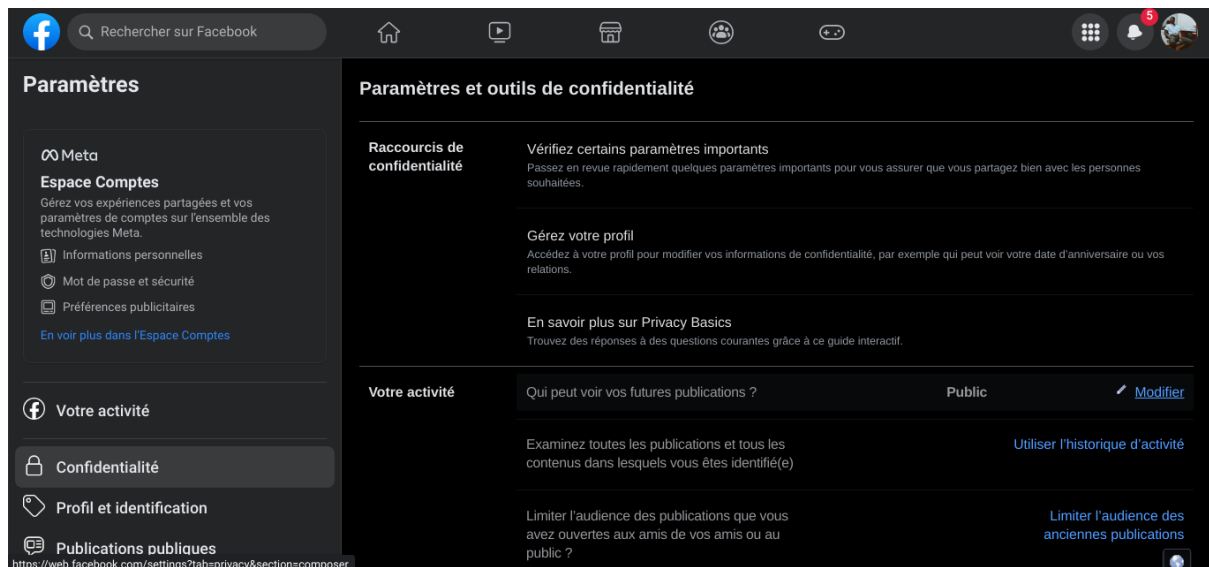 Rechercher sur Facebook
5
Paramètres
Meta
Espace Comptes
Gérez vos expériences partagées et vos
paramètres de comptes sur l'ensemble des
technologies Meta.
Informations personnelles
Mot de passe et sécurité
Préférences publicitaires
En voir plus dans l'Espace Comptes
Votre activité
Confidentialité
Profil et identification
Publications publiques
https://web.facebook.com/settings?tab=privacy&section=composer
Paramètres et outils de confidentialité
Raccourcis de
confidentialité
Vérifiez certains paramètres importants
Passez en revue rapidement quelques paramètres importants pour vous assurer que vous partagez bien avec les personnes
souhaitées.
Gérez votre profil
Accédez à votre profil pour modifier vos informations de confidentialité, par exemple qui peut voir votre date d'anniversaire ou vos
relations.
En savoir plus sur Privacy Basics
Trouvez des réponses à des questions courantes grâce à ce guide interactif.
Votre activité
Qui peut voir vos futures publications ?
Public
Modifier
Examinez toutes les publications et tous les
contenus dans lesquels vous êtes identifié(e)
Utiliser l'historique d'activité
Limiter l'audience des publications que vous
avez ouvertes aux amis de vos amis ou au
public ?
Limiter l'audience des
anciennes publications